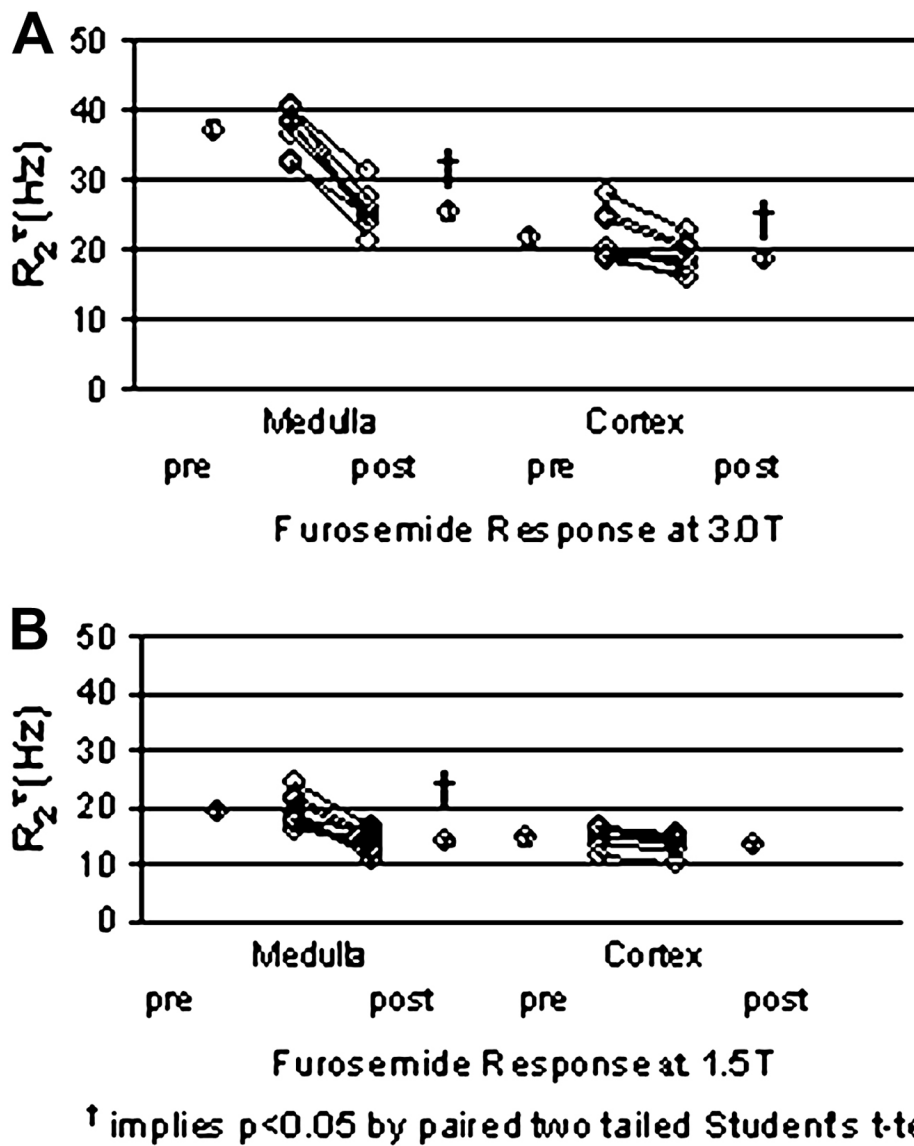 A
50
40
30
20
10
0
R2*(Hz)
†
†
Medulla
Cortex
pre
post
pre
post
Furosemide Response at 3.0T
B
50
40
30
20
10
0
R2*(Hz)
†
Medulla
Cortex
pre
post
pre
post
Furosemide Response at 1.5T
† implies p<0.05 by paired two tailed Students t-te